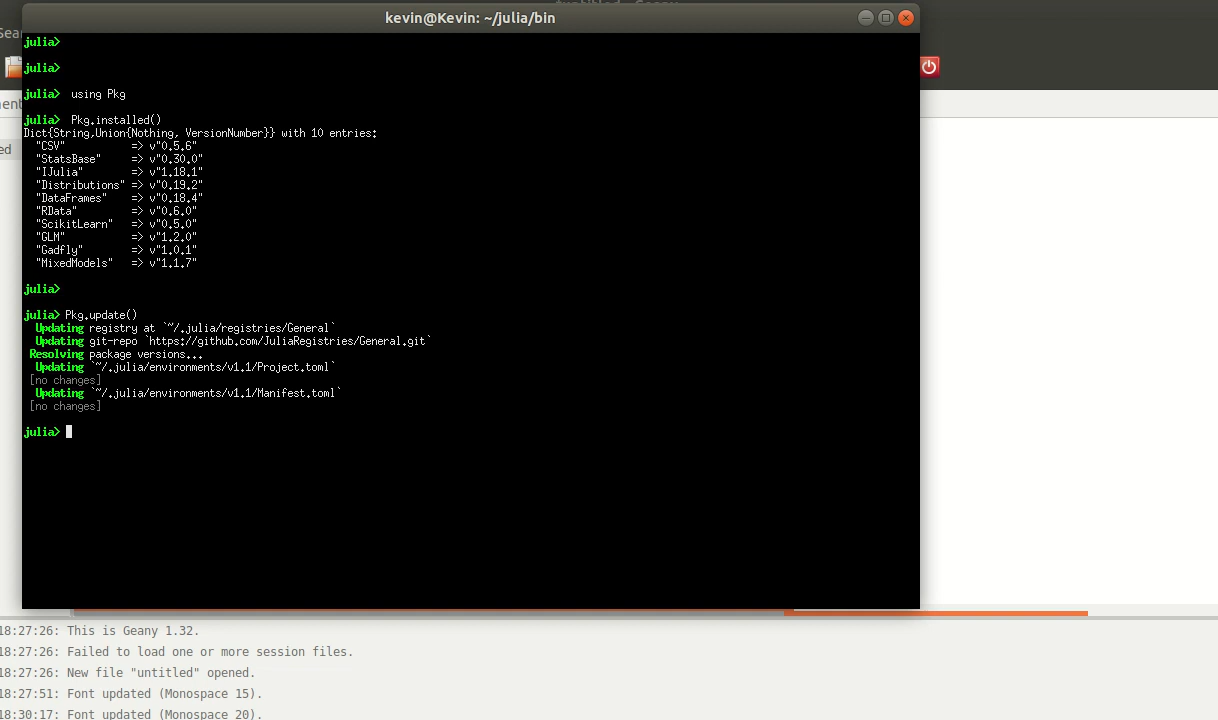 kevin@Kevin: ~/julia/bin
julia>
julia>
julia>  using Pkg
julia>  Pkg.installed()
Dict{String,Union{Nothing, VersionNumber}} with 10 entries:
"CSV"           => v"0.5.6"
"StatsBase"     => v"0.30.0"
"IJulia"        => v"1.18.1"
"Distributions" => v"0.19.2"
"DataFrames"    => v"0.18.4"
"RData"         => v"0.6.0"
"ScikitLearn"   => v"0.5.0"
"GLM"           => v"1.2.0"
"Gadfly"        => v"1.0.1"
"MixedModels"   => v"1.1.7"
julia>
julia> Pkg.update()
Updating registry at `~/.julia/registries/General`
Updating git-repo `https://github.com/JuliaRegistries/General.git`
Resolving package versions...
Updating `~/.julia/environments/v1.1/Project.toml`
[no changes]
Updating `~/.julia/environments/v1.1/Manifest.toml`
[no changes]
julia>
18:27:26: This is Geany 1.32.
18:27:26: Failed to load one or more session files.
18:27:26: New file "untitled" opened.
18:27:51: Font updated (Monospace 15).
18:30:17: Font updated (Monospace 20).